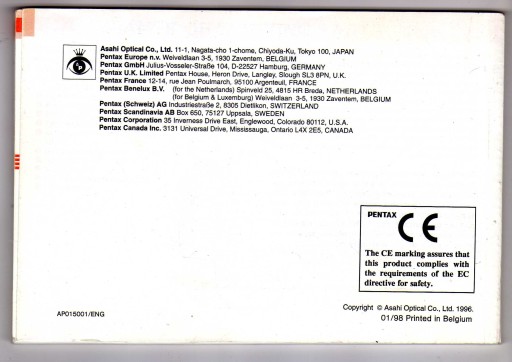 Asahi Optical Co., Ltd. 11-1, Nagata-cho 1-chome, Chiyoda-Ku, Tokyo 100, JAPAN
Pentax Europe n.v. Weiveldlaan 3-5, 1930 Zaventem, BELGIUM
Pentax GmbH Julius-Vosseler-Straße 104, D-22527 Hamburg, GERMANY
Pentax U.K. Limited Pentax House, Heron Drive, Langley, Slough SL3 8PN, U.K.
Pentax France 12-14, rue Jean Poulmarch, 95100 Argenteuil, FRANCE
Pentax Benelux B.V. (for the Netherlands) Spinveld 25, 4815 HR Breda, NETHERLANDS
(for Belgium & Luxemburg) Weiveldlaan 3-5, 1930 Zaventem, BELGIUM
Pentax (Schweiz) AG Industriestraße 2, 8305 Dietlikon, SWITZERLAND
Pentax Scandinavia AB Box 650, 75127 Uppsala, SWEDEN
Pentax Corporation 35 Inverness Drive East, Englewood, Colorado 80112, U.S.A.
Pentax Canada Inc. 3131 Universal Drive, Mississauga, Ontario L4X 2E5, CANADA
PENTAX CE
The CE marking assures that
this product complies with
the requirements of the EC
directive for safety.
Copyright © Asahi Optical Co., Ltd. 1996.
AP015001/ENG
01/98 Printed in Belgium